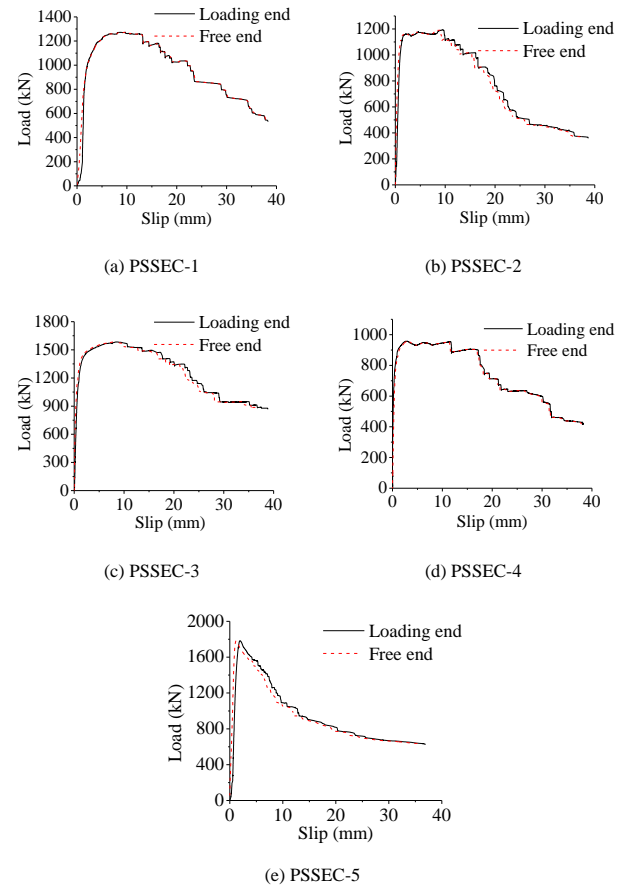 1400
1200
1000
800
600
400
200
0
Load (kN)
Loading end
Free end
0 10 20 30 40
Slip (mm)
(a) PSSEC-1
1200
1000
800
600
400
200
0
Load (kN)
Loading end
Free end
0 10 20 30 40
Slip (mm)
(b) PSSEC-2
1800
1500
1200
900
600
300
0
Load (kN)
Loading end
Free end
0 10 20 30 40
Slip (mm)
(c) PSSEC-3
1000
800
600
400
200
0
Load (kN)
Loading end
Free end
0 10 20 30 40
Slip (mm)
(d) PSSEC-4
2000
1600
1200
800
400
0
Load (kN)
Loading end
Free end
0 10 20 30 40
Slip (mm)
(e) PSSEC-5